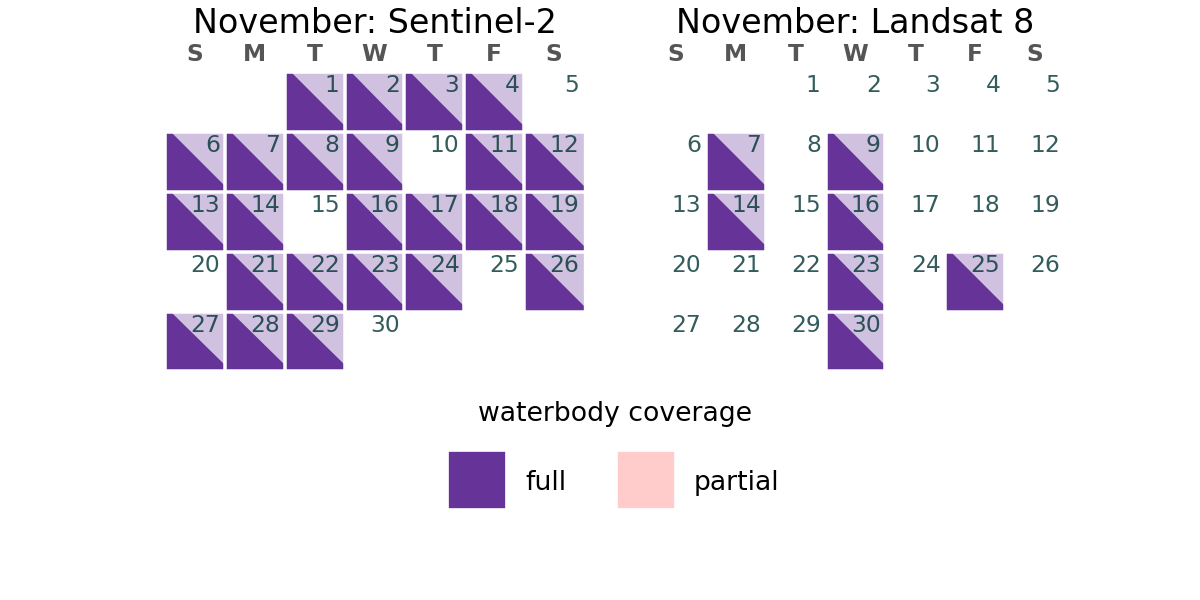 November: Sentinel-2
S M T W T F S
1 2 3 4 5
6 7 8 9 10 11 12
13 14 15 16 17 18 19
20 21 22 23 24 25 26
27 28 29 30
November: Landsat 8
S M T W T F S
1 2 3 4 5
6 7 8 9 10 11 12
13 14 15 16 17 18 19
20 21 22 23 24 25 26
27 28 29 30
waterbody coverage
full partial